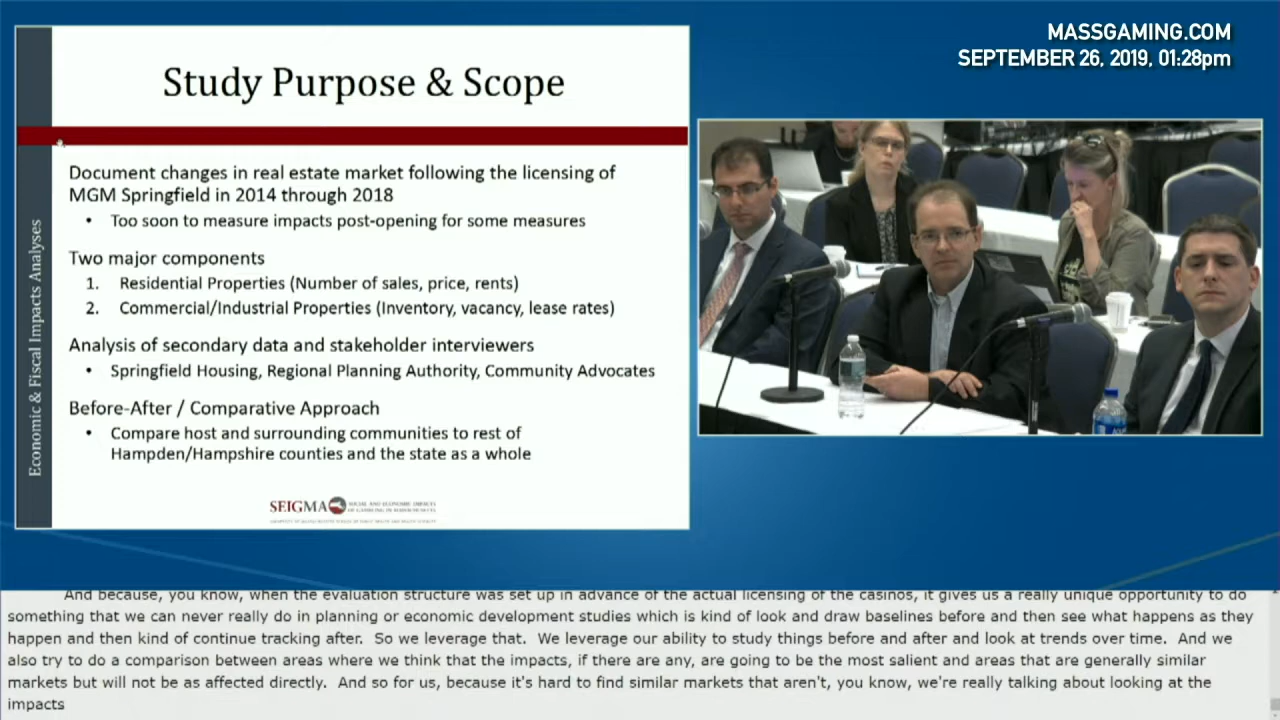 MASSGAMING.COM
SEPTEMBER 26, 2019, 01:28pm
Study Purpose & Scope
Economic & Fiscal Impacts Analyses
Document changes in real estate market following the licensing of
MGM Springfield in 2014 through 2018
• Too soon to measure impacts post-opening for some measures
Two major components
1. Residential Properties (Number of sales, price, rents)
2. Commercial/Industrial Properties (Inventory, vacancy, lease rates)
Analysis of secondary data and stakeholder interviewers
• Springfield Housing, Regional Planning Authority, Community Advocates
Before-After / Comparative Approach
• Compare host and surrounding communities to rest of
Hampden/Hampshire counties and the state as a whole
SEIGMA SOCIAL AND ECONOMIC IMPACTS
OF GAMBLING IN MASSACHUSETTS
And because, you know, when the evaluation structure was set up in advance of the actual licensing of the casinos, it gives us a really unique opportunity to do
something that we can never really do in planning or economic development studies which is kind of look and draw baselines before and then see what happens as they
happen and then kind of continue tracking after. So we leverage that. We leverage our ability to study things before and after and look at trends over time. And we
also try to do a comparison between areas where we think that the impacts, if there are any, are going to be the most salient and areas that are generally similar
markets but will not be as affected directly. And so for us, because it's hard to find similar markets that aren't, you know, we're really talking about looking at the
impacts